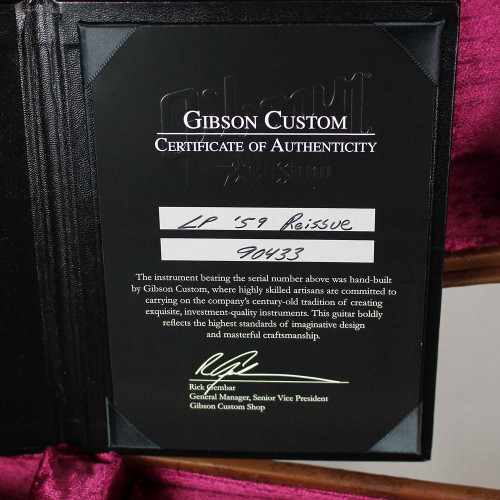 GIBSON CUSTOM
CERTIFICATE OF AUTHENTICITY
LP '59 Reissue
90433
The instrument bearing the serial number above was hand-built
by Gibson Custom, where highly skilled artisans are committed to
carrying on the company's century-old tradition of creating
exquisite, investment-quality instruments. This guitar boldly
reflects the highest standards of imaginative design
and masterful craftsmanship.
Rick Gembar
General Manager, Senior Vice President
Gibson Custom Shop